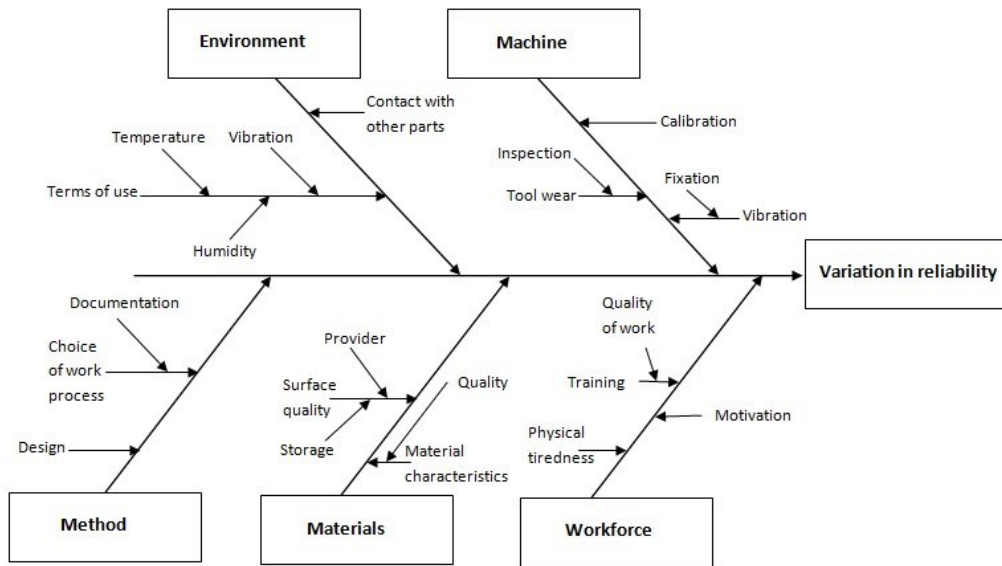 Environment
Machine
Contact with
other parts
Calibration
Temperature
Vibration
Inspection
Fixation
Terms of use
Tool wear
Vibration
Humidity
Variation in reliability
Documentation
Quality
of work
Provider
Choice
of work
process
Surface
quality
Quality
Training
Motivation
Storage
Design
Material
characteristics
Physical
tiredness
Method
Materials
Workforce